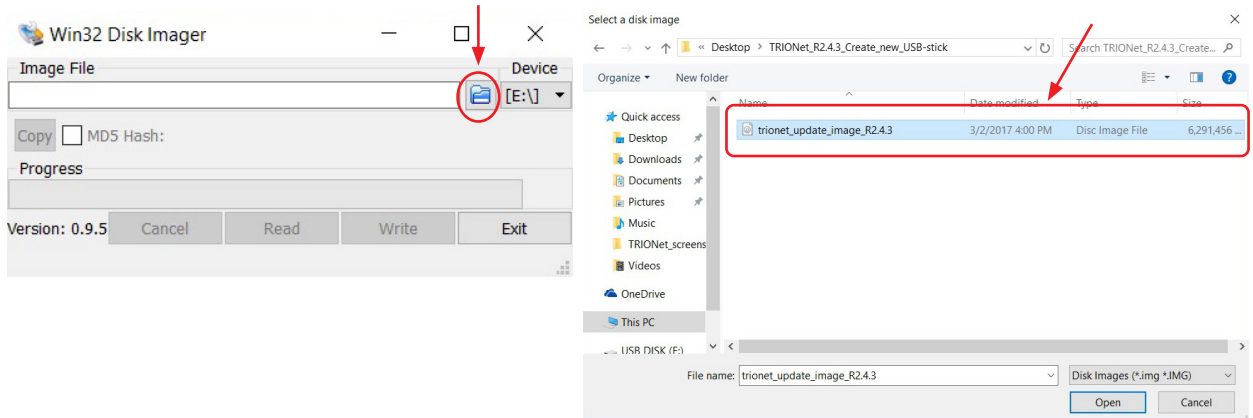 Win32 Disk Imager
Image File
Device
[E:\]
Copy
MD5 Hash:
Progress
Version: 0.9.5
Cancel
Read
Write
Exit
Select a disk image
« Desktop > TRIONet_R2.4.3_Create_new_USB-stick
Search TRIONet_R2.4.3_Create...
Organize
New folder
Name
Date modified
Type
Size
Quick access
Desktop
Downloads
Documents
Pictures
Music
TRIONet_screens
Videos
OneDrive
This PC
USB DISK (E:)
trionet_update_image_R2.4.3
3/2/2017 4:00 PM
Disc Image File
6,291,456 ...
File name:
trionet_update_image_R2.4.3
Disk Images (*.img *.IMG)
Open
Cancel